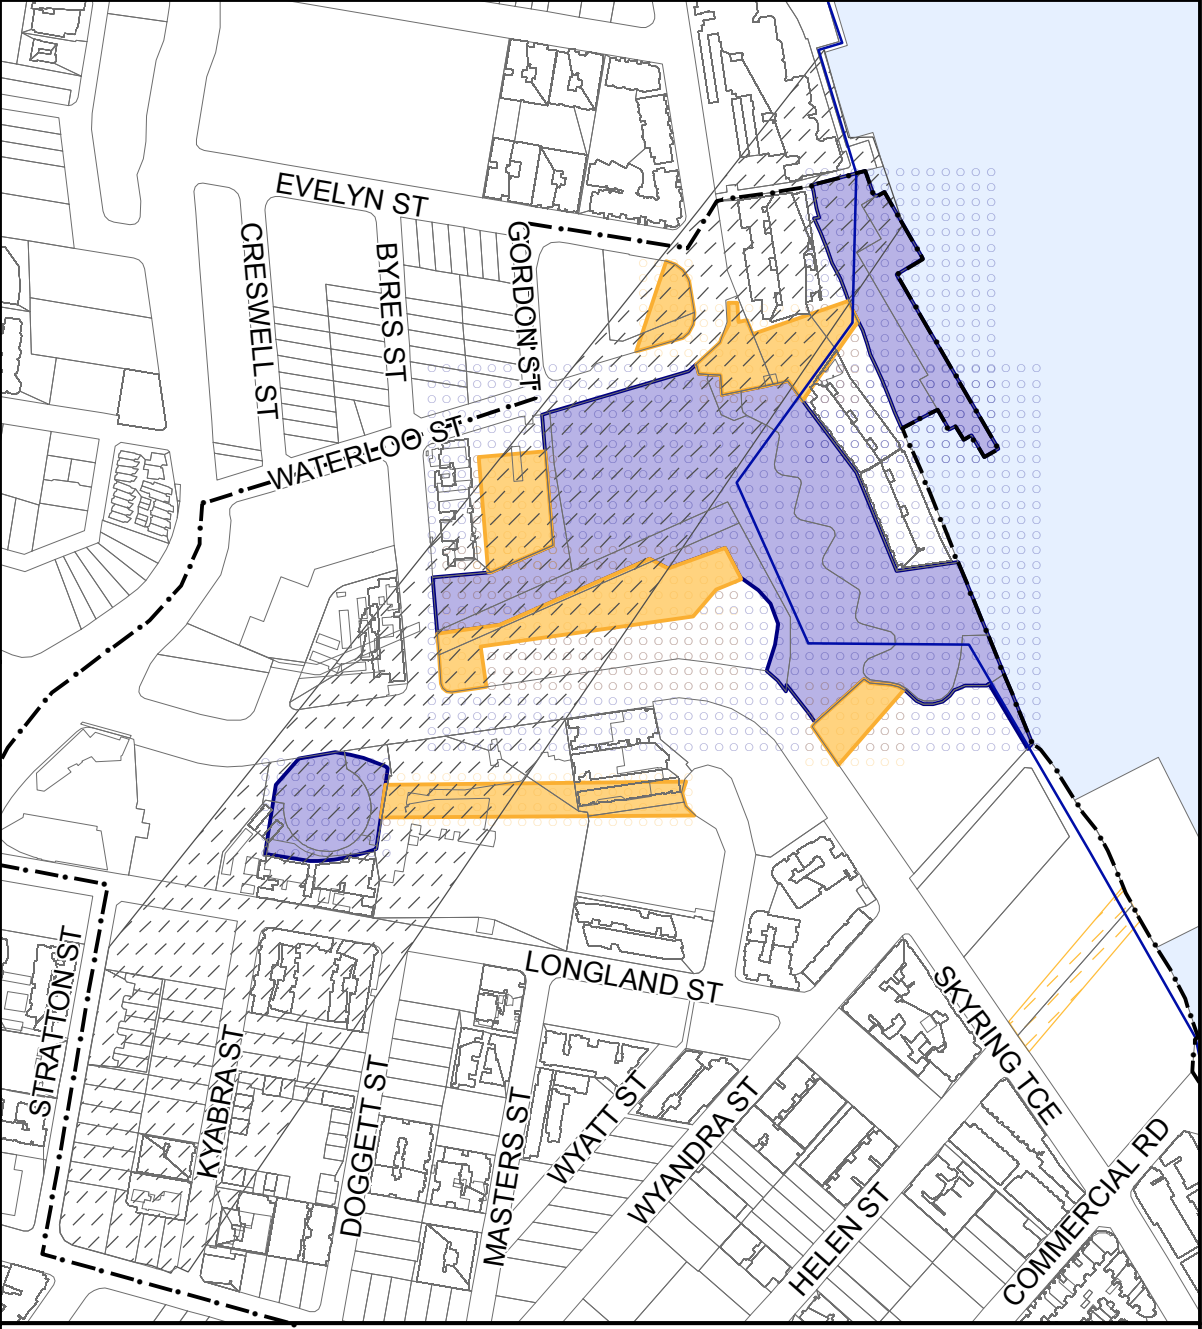 EVELYN ST
CRESWELL ST
BYRES ST
GORDON ST
WATERLOO ST
LONGLAND ST
STRATTON ST
KYABRA ST
DOGGETT ST
MASTERS ST
WYATT ST
WYANDRA ST
HELEN ST
SKYRING TCE
COMMERCIAL RD